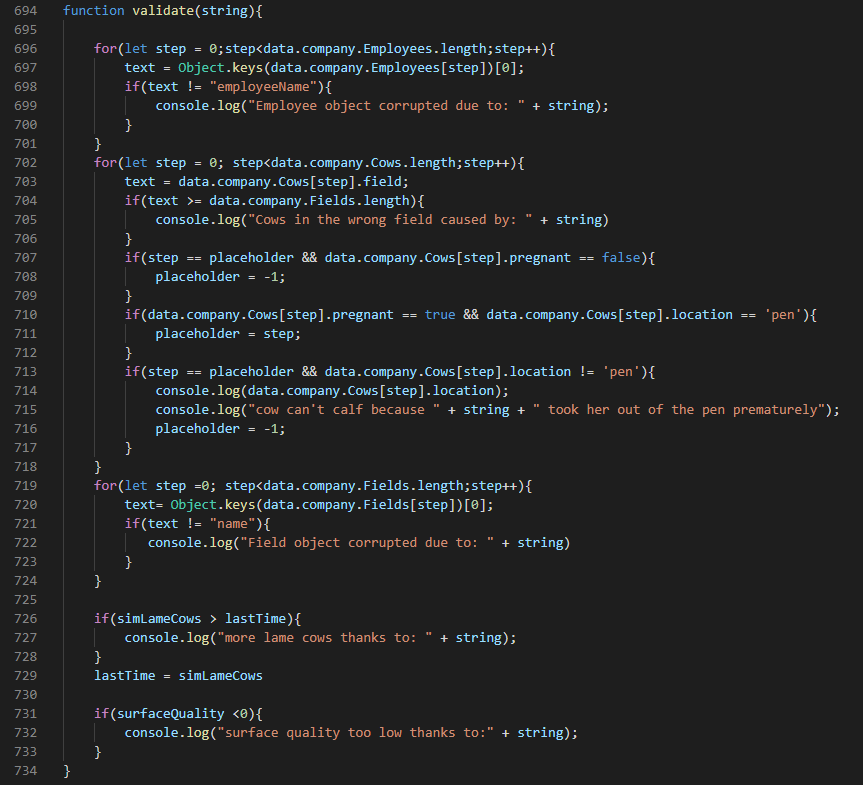 694 function validate(string){
695
696 for(let step = 0;step<data.company.Employees.length;step++){
697 text = Object.keys(data.company.Employees[step])[0];
698 if(text != "employeeName"){
699 console.log("Employee object corrupted due to: " + string);
700 }
701 }
702 for(let step = 0; step<data.company.Cows.length;step++){
703 text = data.company.Cows[step].field;
704 if(text >= data.company.Fields.length){
705 console.log("Cows in the wrong field caused by: " + string)
706 }
707 if(step == placeholder && data.company.Cows[step].pregnant == false){
708 placeholder = -1;
709 }
710 if(data.company.Cows[step].pregnant == true && data.company.Cows[step].location == 'pen'){
711 placeholder = step;
712 }
713 if(step == placeholder && data.company.Cows[step].location != 'pen'){
714 console.log(data.company.Cows[step].location);
715 console.log("cow can't calf because " + string + " took her out of the pen prematurely");
716 placeholder = -1;
717 }
718 }
719 for(let step =0; step<data.company.Fields.length;step++){
720 text= Object.keys(data.company.Fields[step])[0];
721 if(text != "name"){
722 console.log("Field object corrupted due to: " + string)
723 }
724 }
725
726 if(simLameCows > lastTime){
727 console.log("more lame cows thanks to: " + string);
728 }
729 lastTime = simLameCows
730
731 if(surfaceQuality <0){
732 console.log("surface quality too low thanks to:" + string);
733 }
734 }